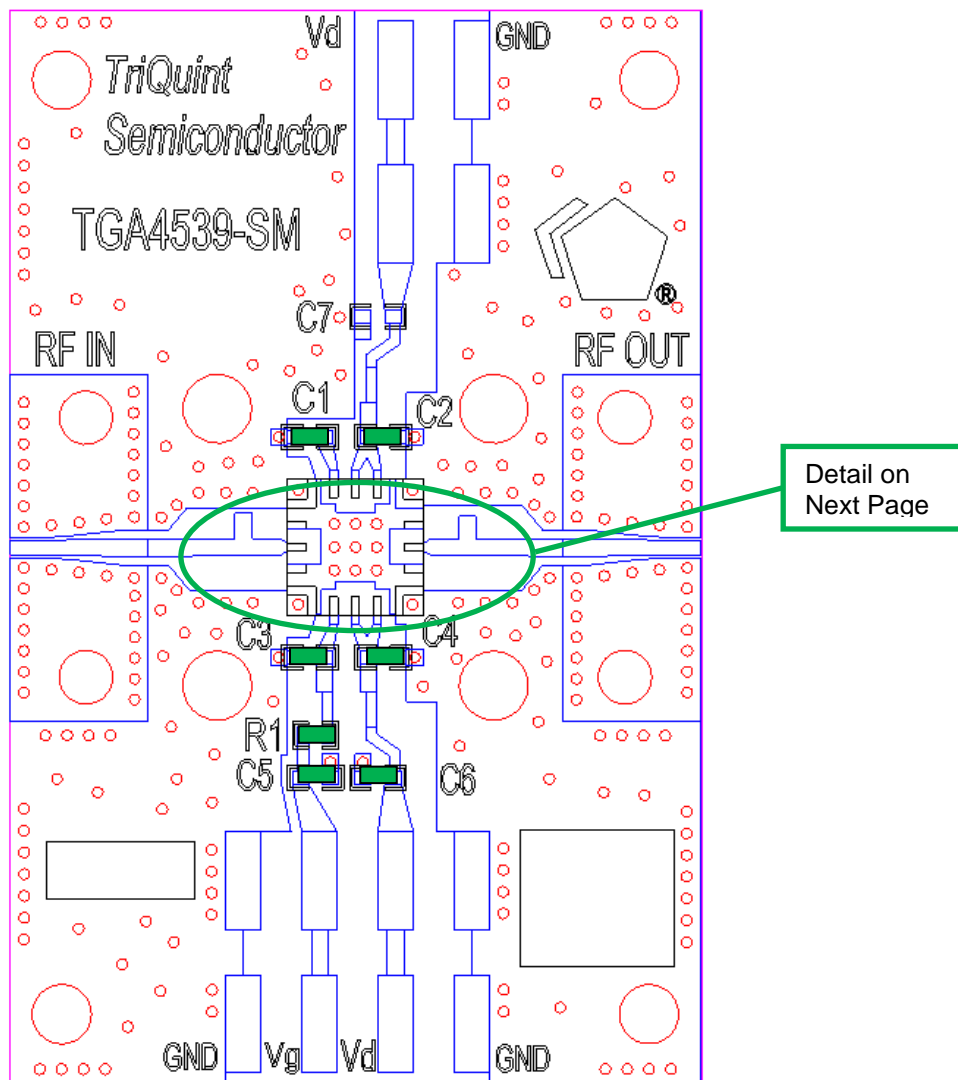 Vd GND
TriQuint
Semiconductor
TGA4539-SM
®
C7
RF IN RF OUT
C1 C2
Detail on
Next Page
C3 C4
R1
C5 C6
GND Vg Vd GND